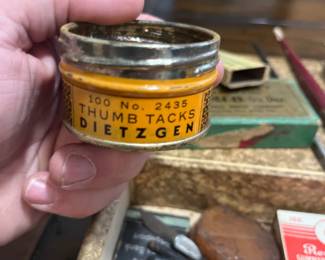 100 No. 2435
THUMB TACKS
DIETZGEN